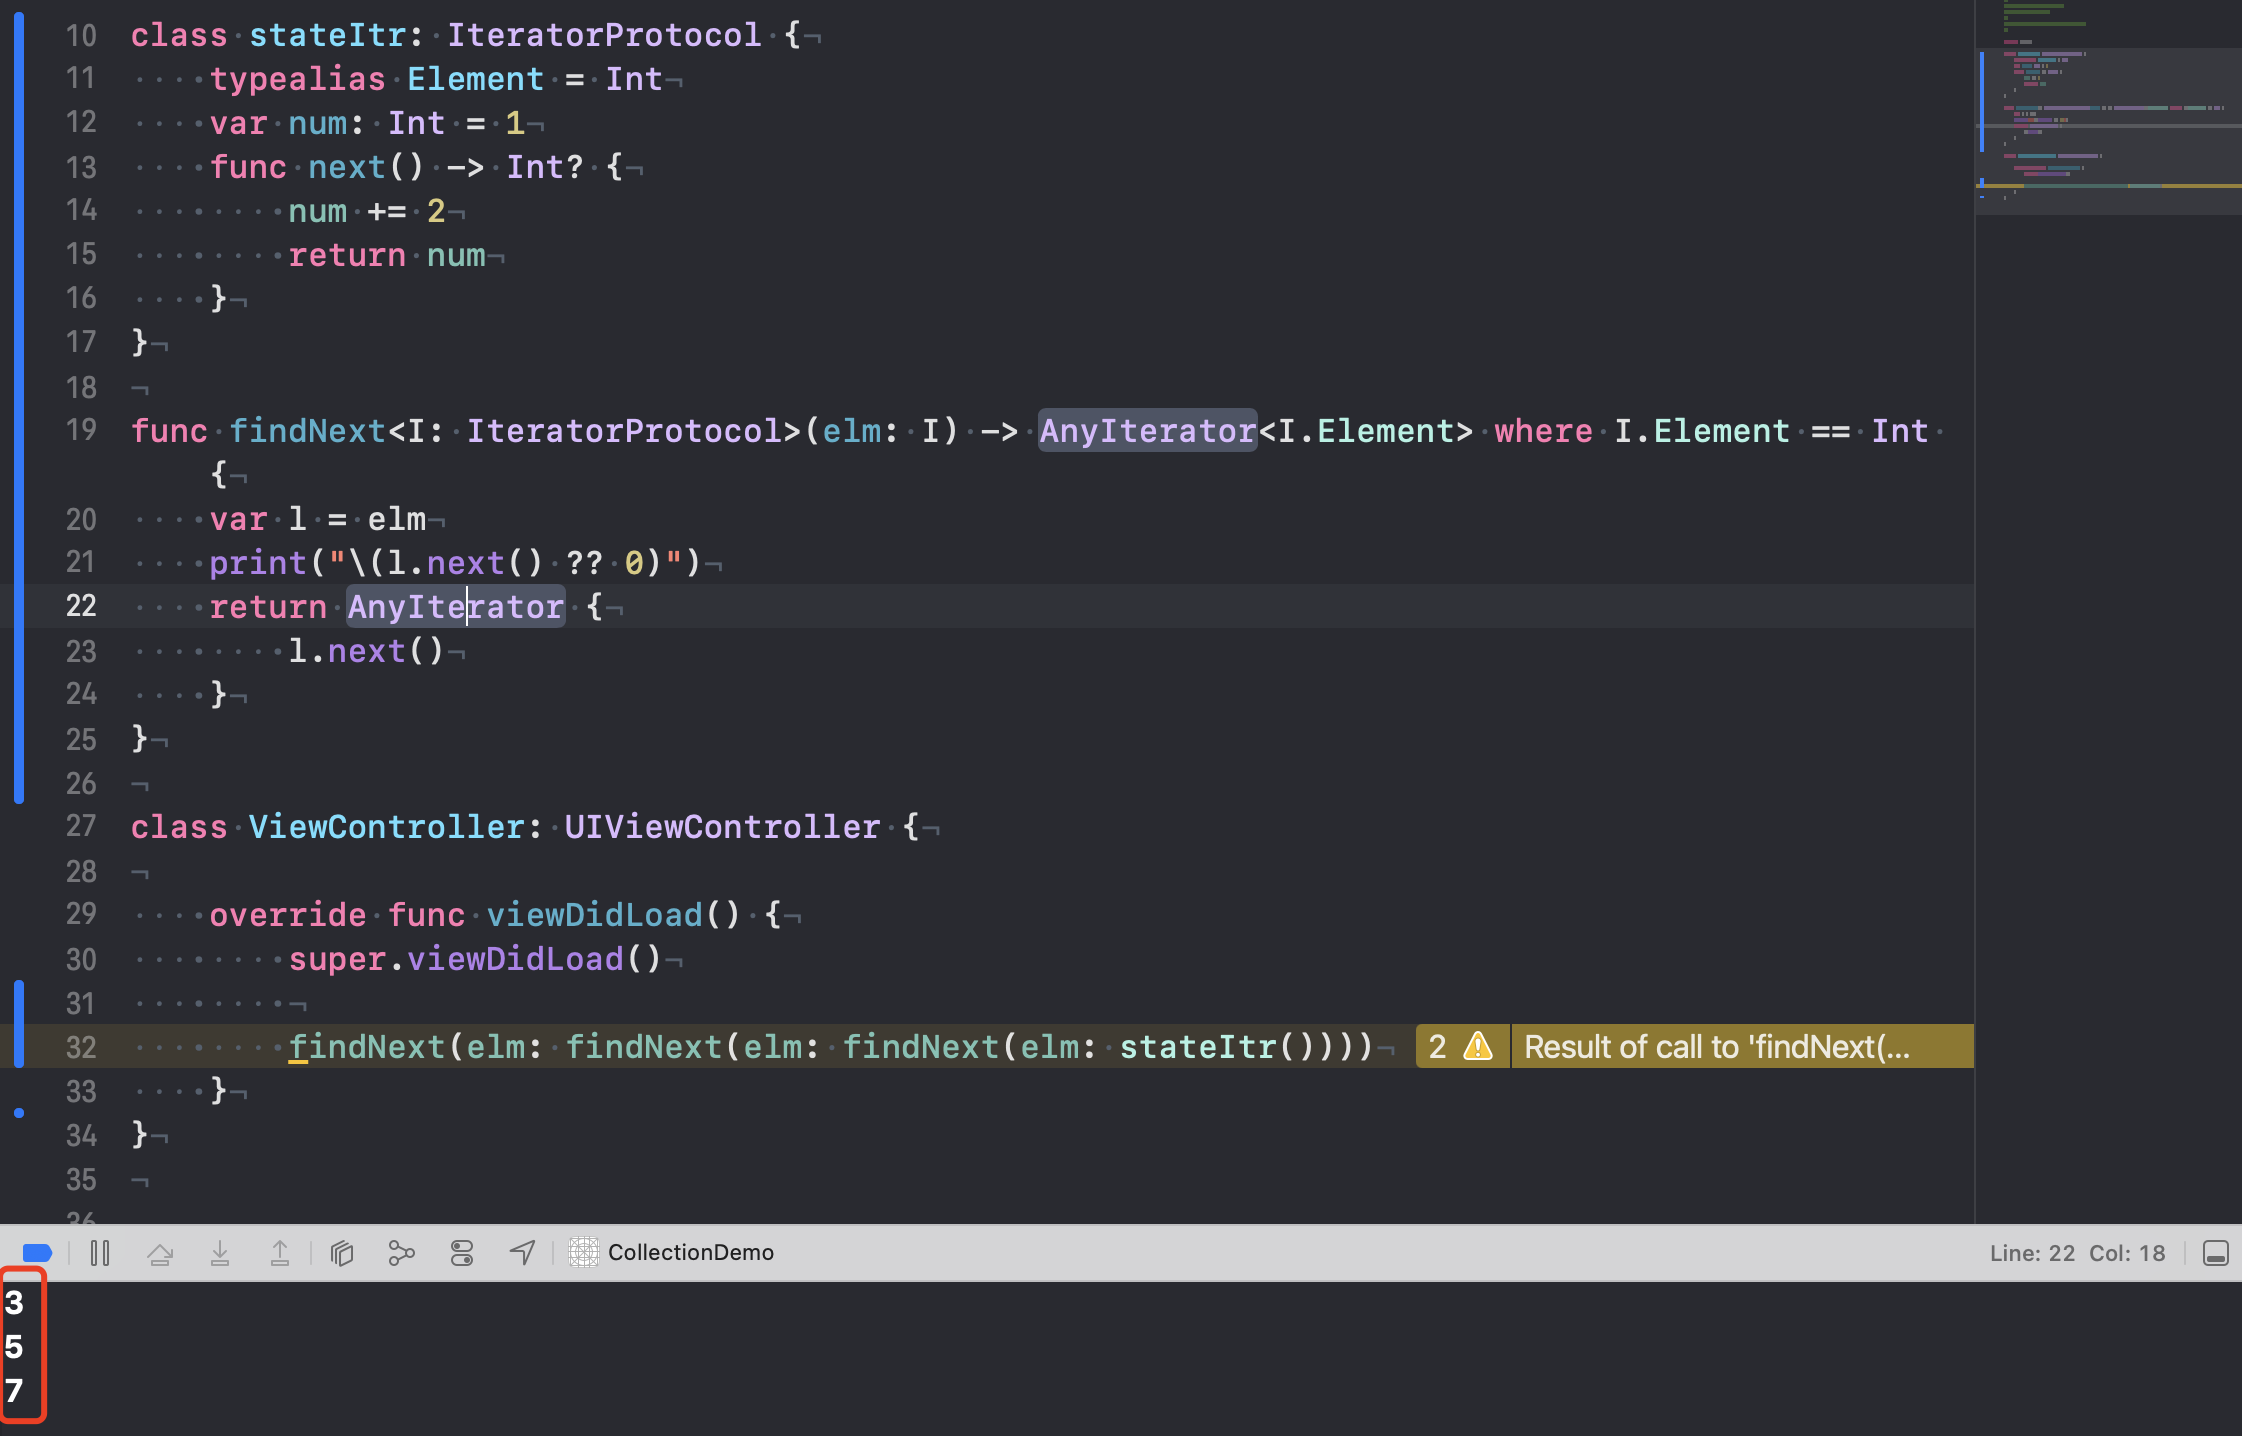 10 class stateItr: IteratorProtocol {
11 typealias Element = Int
12 var num: Int = 1
13 func next() -> Int? {
14 num += 2
15 return num
16 }
17 }
18
19 func findNext<I: IteratorProtocol>(elm: I) -> AnyIterator<I.Element> where I.Element == Int
{
20 var l = elm
21 print("\(l.next() ?? 0)")
22 return AnyIterator {
23 l.next()
24 }
25 }
26
27 class ViewController: UIViewController {
28
29 override func viewDidLoad() {
30 super.viewDidLoad()
31
32 findNext(elm: findNext(elm: findNext(elm: stateItr()))) 2 Result of call to 'findNext(...
33 }
34 }
35
36
CollectionDemo Line: 22 Col: 18
3
5
7